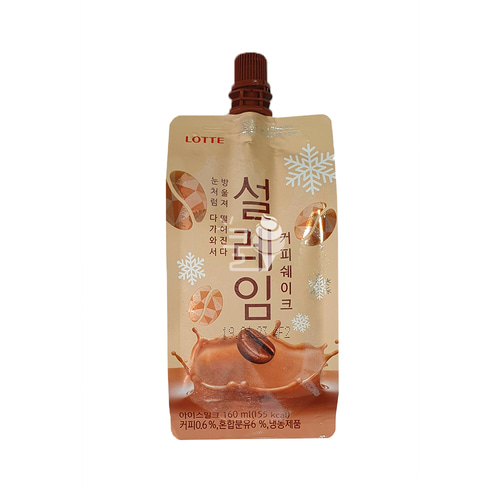 LOTTE
눈처럼 다가와서
방울져 떨어진다
설레임
커피쉐이크
아이스밀크 160 ml(155 kcal)
커피0.6%,혼합분유6 %,냉동제품